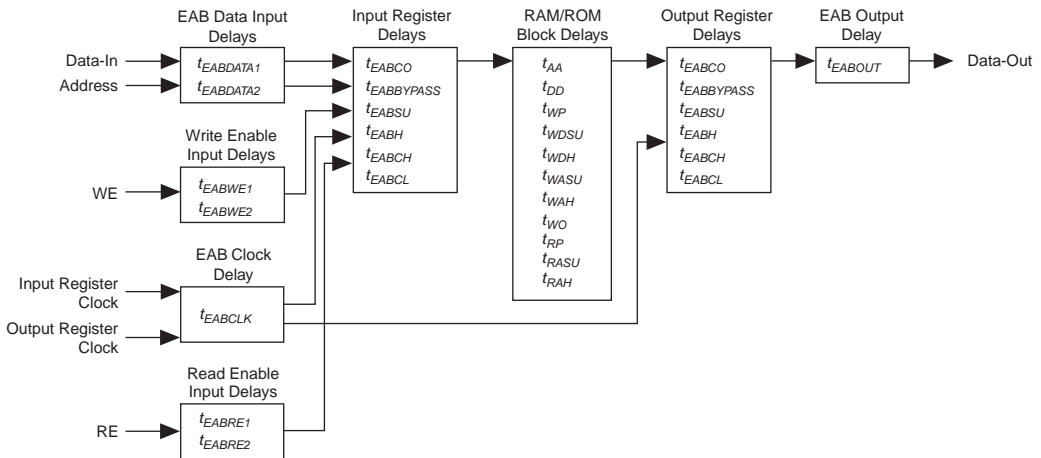 EAB Data Input
Delays
Data-In
Address
tEABDATA1
tEABDATA2
Write Enable
Input Delays
WE
tEABWE1
tEABWE2
EAB Clock
Delay
Input Register
Clock
Output Register
Clock
tEABCLK
Read Enable
Input Delays
RE
tEABRE1
tEABRE2
Input Register
Delays
tEABCO
tEABBYPASS
tEABSU
tEABH
tEABCH
tEABCL
RAM/ROM
Block Delays
tAA
tDD
tWP
tWDSU
tWDH
tWASU
tWAH
tWO
tRP
tRASU
tRAH
Output Register
Delays
tEABCO
tEABBYPASS
tEABSU
tEABH
tEABCH
tEABCL
EAB Output
Delay
tEABOUT
Data-Out